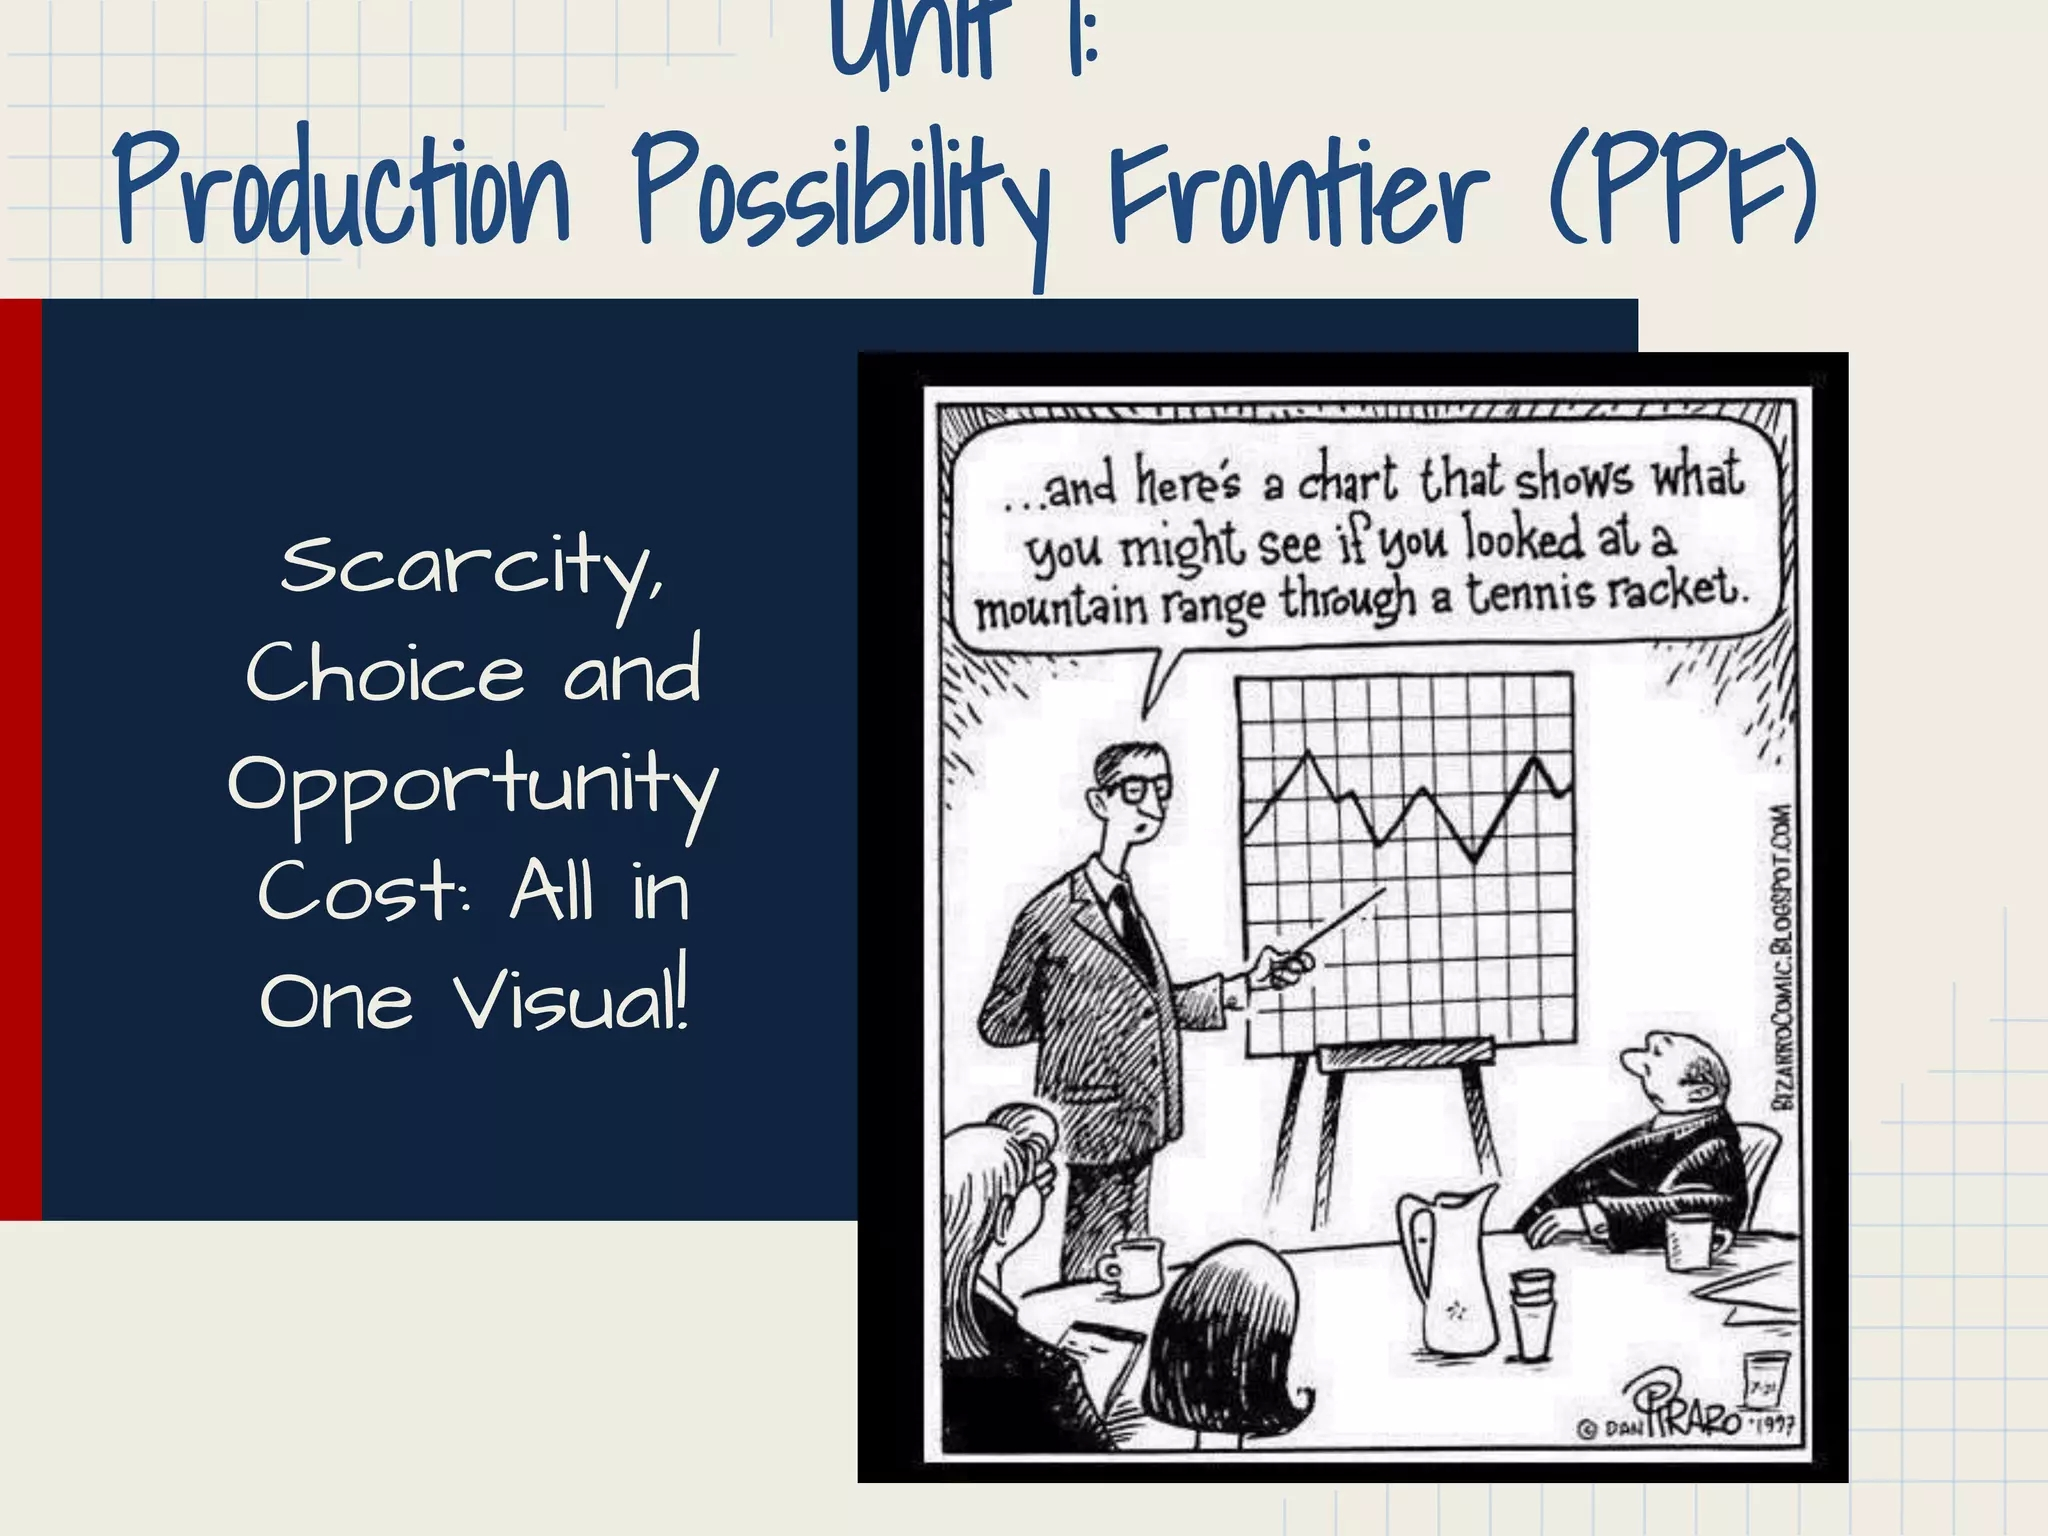 Unit 1:
Production Possibility Frontier (PPF)
Scarcity,
Choice and
Opportunity
Cost: All in
One Visual!
...and here's a chart that shows what
you might see if you looked at a
mountain range through a tennis racket.
BIZARROCOMIC.BLOGSPOT.COM
7-21
© DAN PIRARO '1997